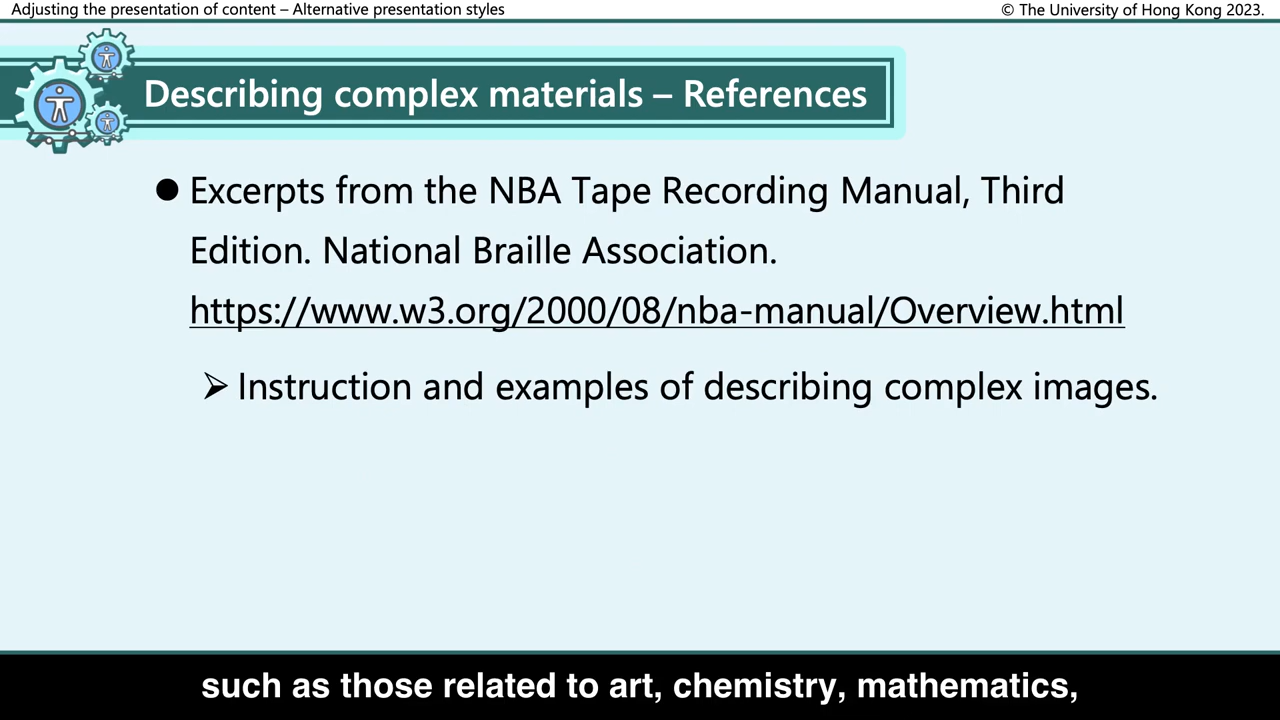 Adjusting the presentation of content – Alternative presentation styles
© The University of Hong Kong 2023.
Describing complex materials – References
● Excerpts from the NBA Tape Recording Manual, Third
Edition. National Braille Association.
https://www.w3.org/2000/08/nba-manual/Overview.html
➢ Instruction and examples of describing complex images.
such as those related to art, chemistry, mathematics,